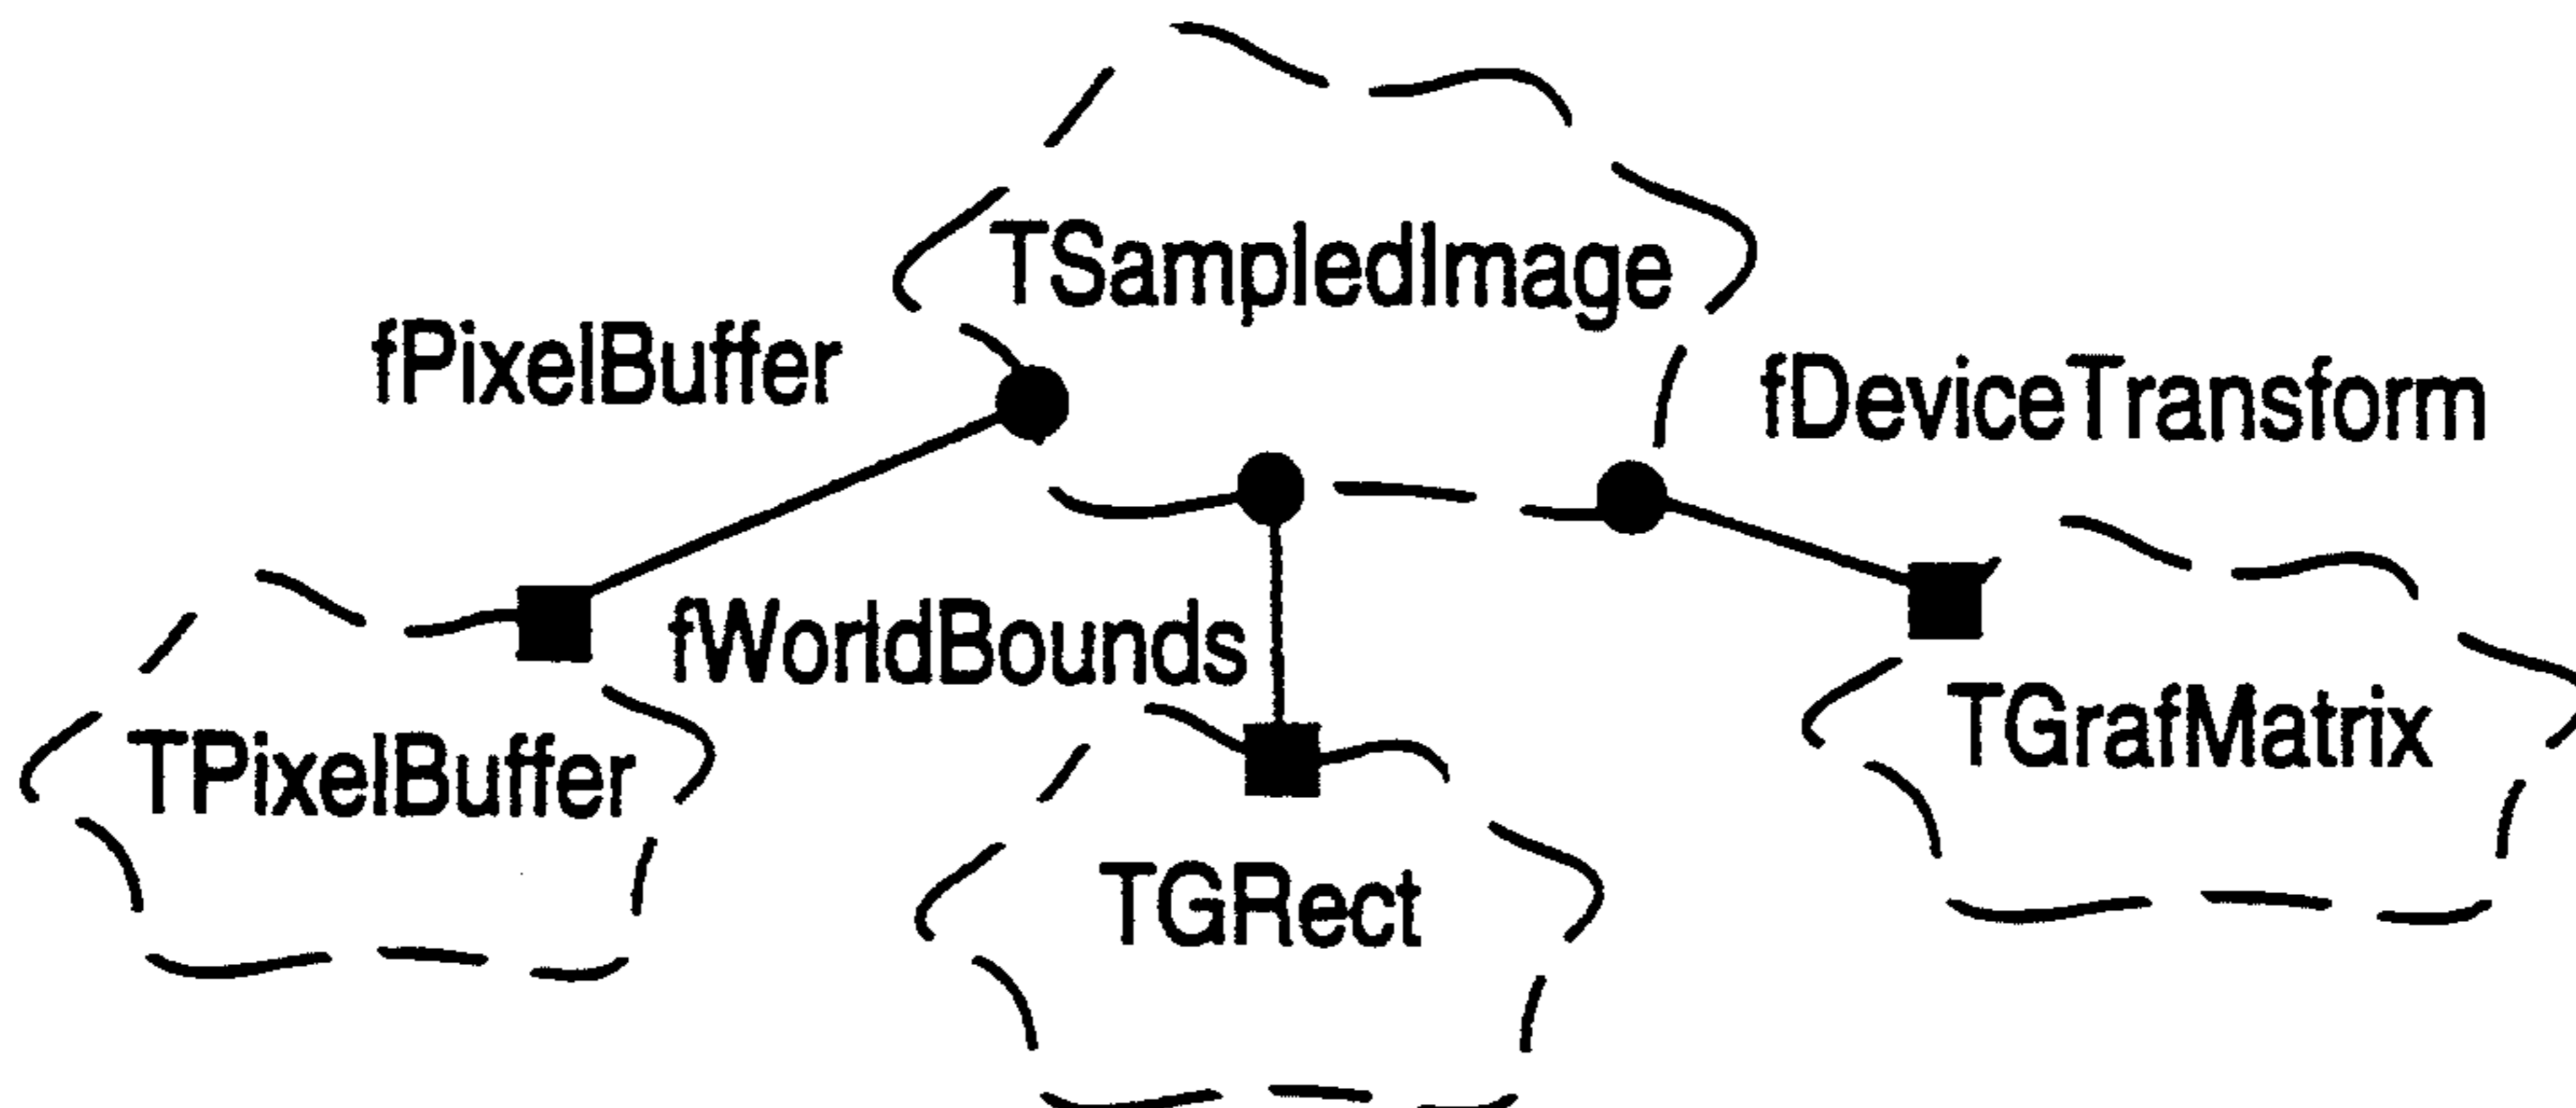 TSampledImage
fPixelBuffer
fDeviceTransform
fWorldBounds
TPixelBuffer
TGrafMatrix
TGRect